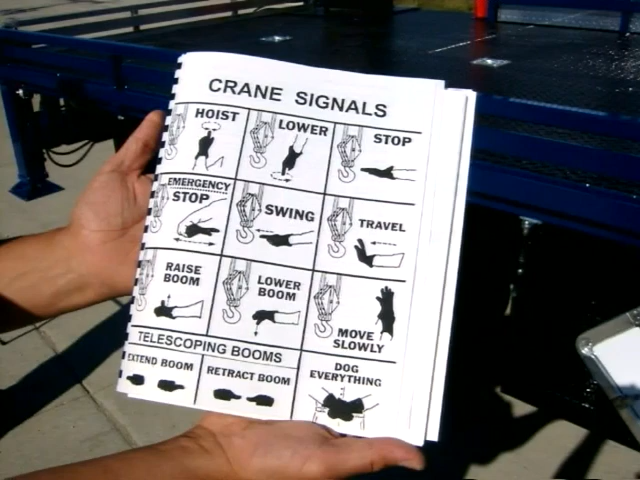 CRANE SIGNALS
HOIST
LOWER
STOP
EMERGENCY
STOP
SWING
TRAVEL
RAISE
BOOM
LOWER
BOOM
MOVE
SLOWLY
TELESCOPING BOOMS
EXTEND BOOM
RETRACT BOOM
DOG
EVERYTHING